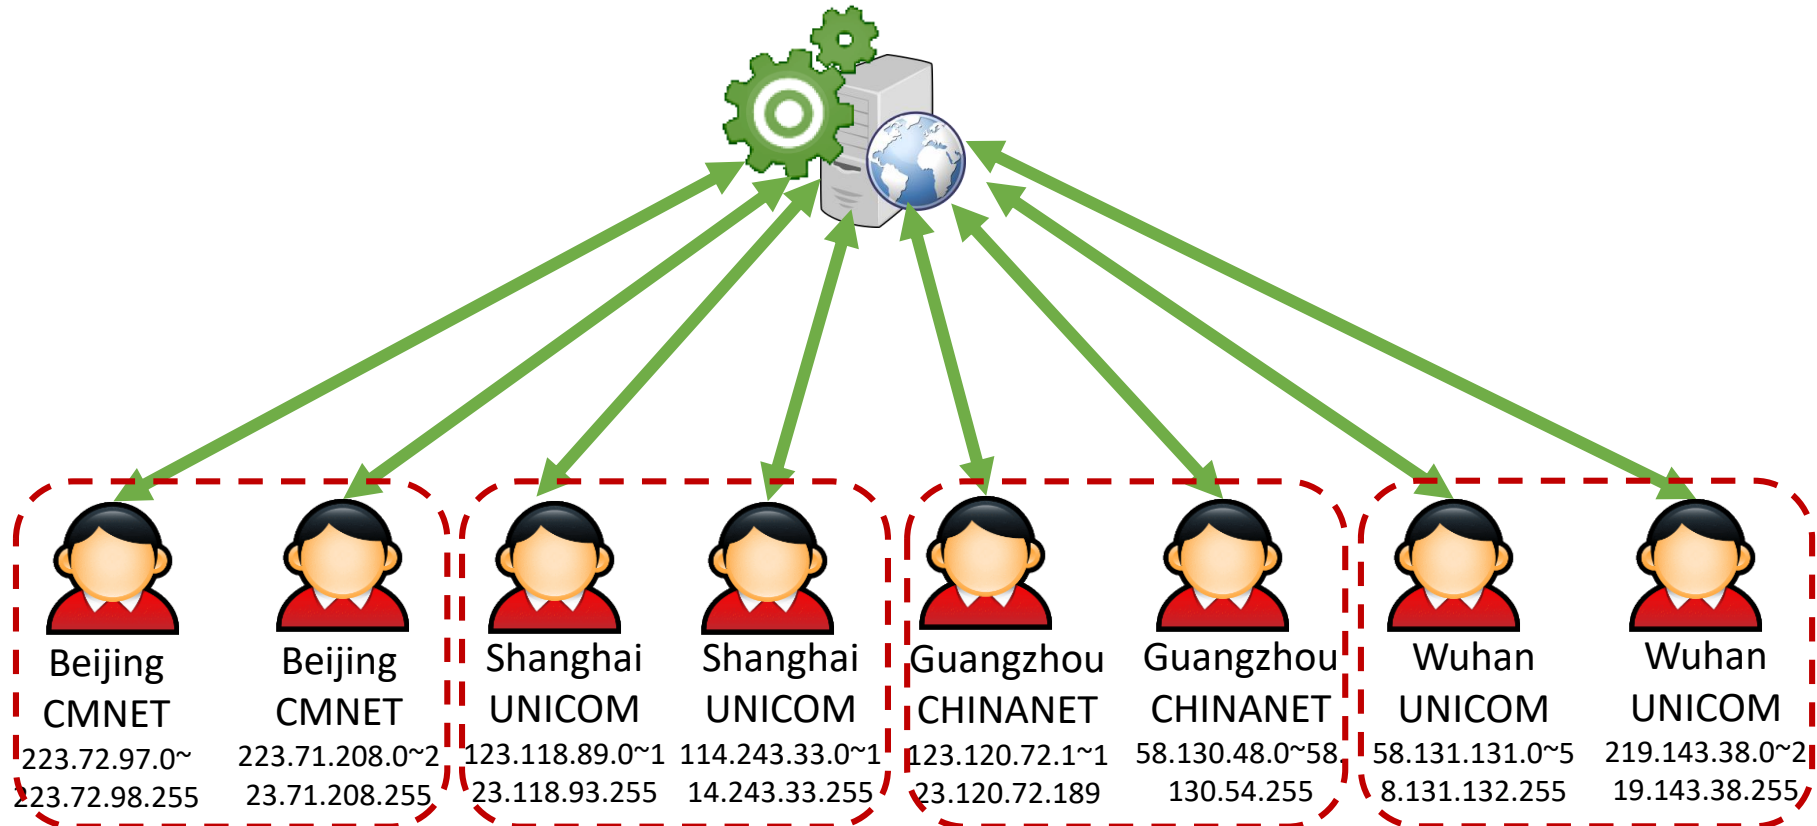 Beijing
CMNET
223.72.97.0~
223.72.98.255
Beijing
CMNET
223.71.208.0~2
23.71.208.255
Shanghai
UNICOM
123.118.89.0~1
23.118.93.255
Shanghai
UNICOM
114.243.33.0~1
14.243.33.255
Guangzhou
CHINANET
123.120.72.1~1
23.120.72.189
Guangzhou
CHINANET
58.130.48.0~58.
130.54.255
Wuhan
UNICOM
58.131.131.0~5
8.131.132.255
Wuhan
UNICOM
219.143.38.0~2
19.143.38.255